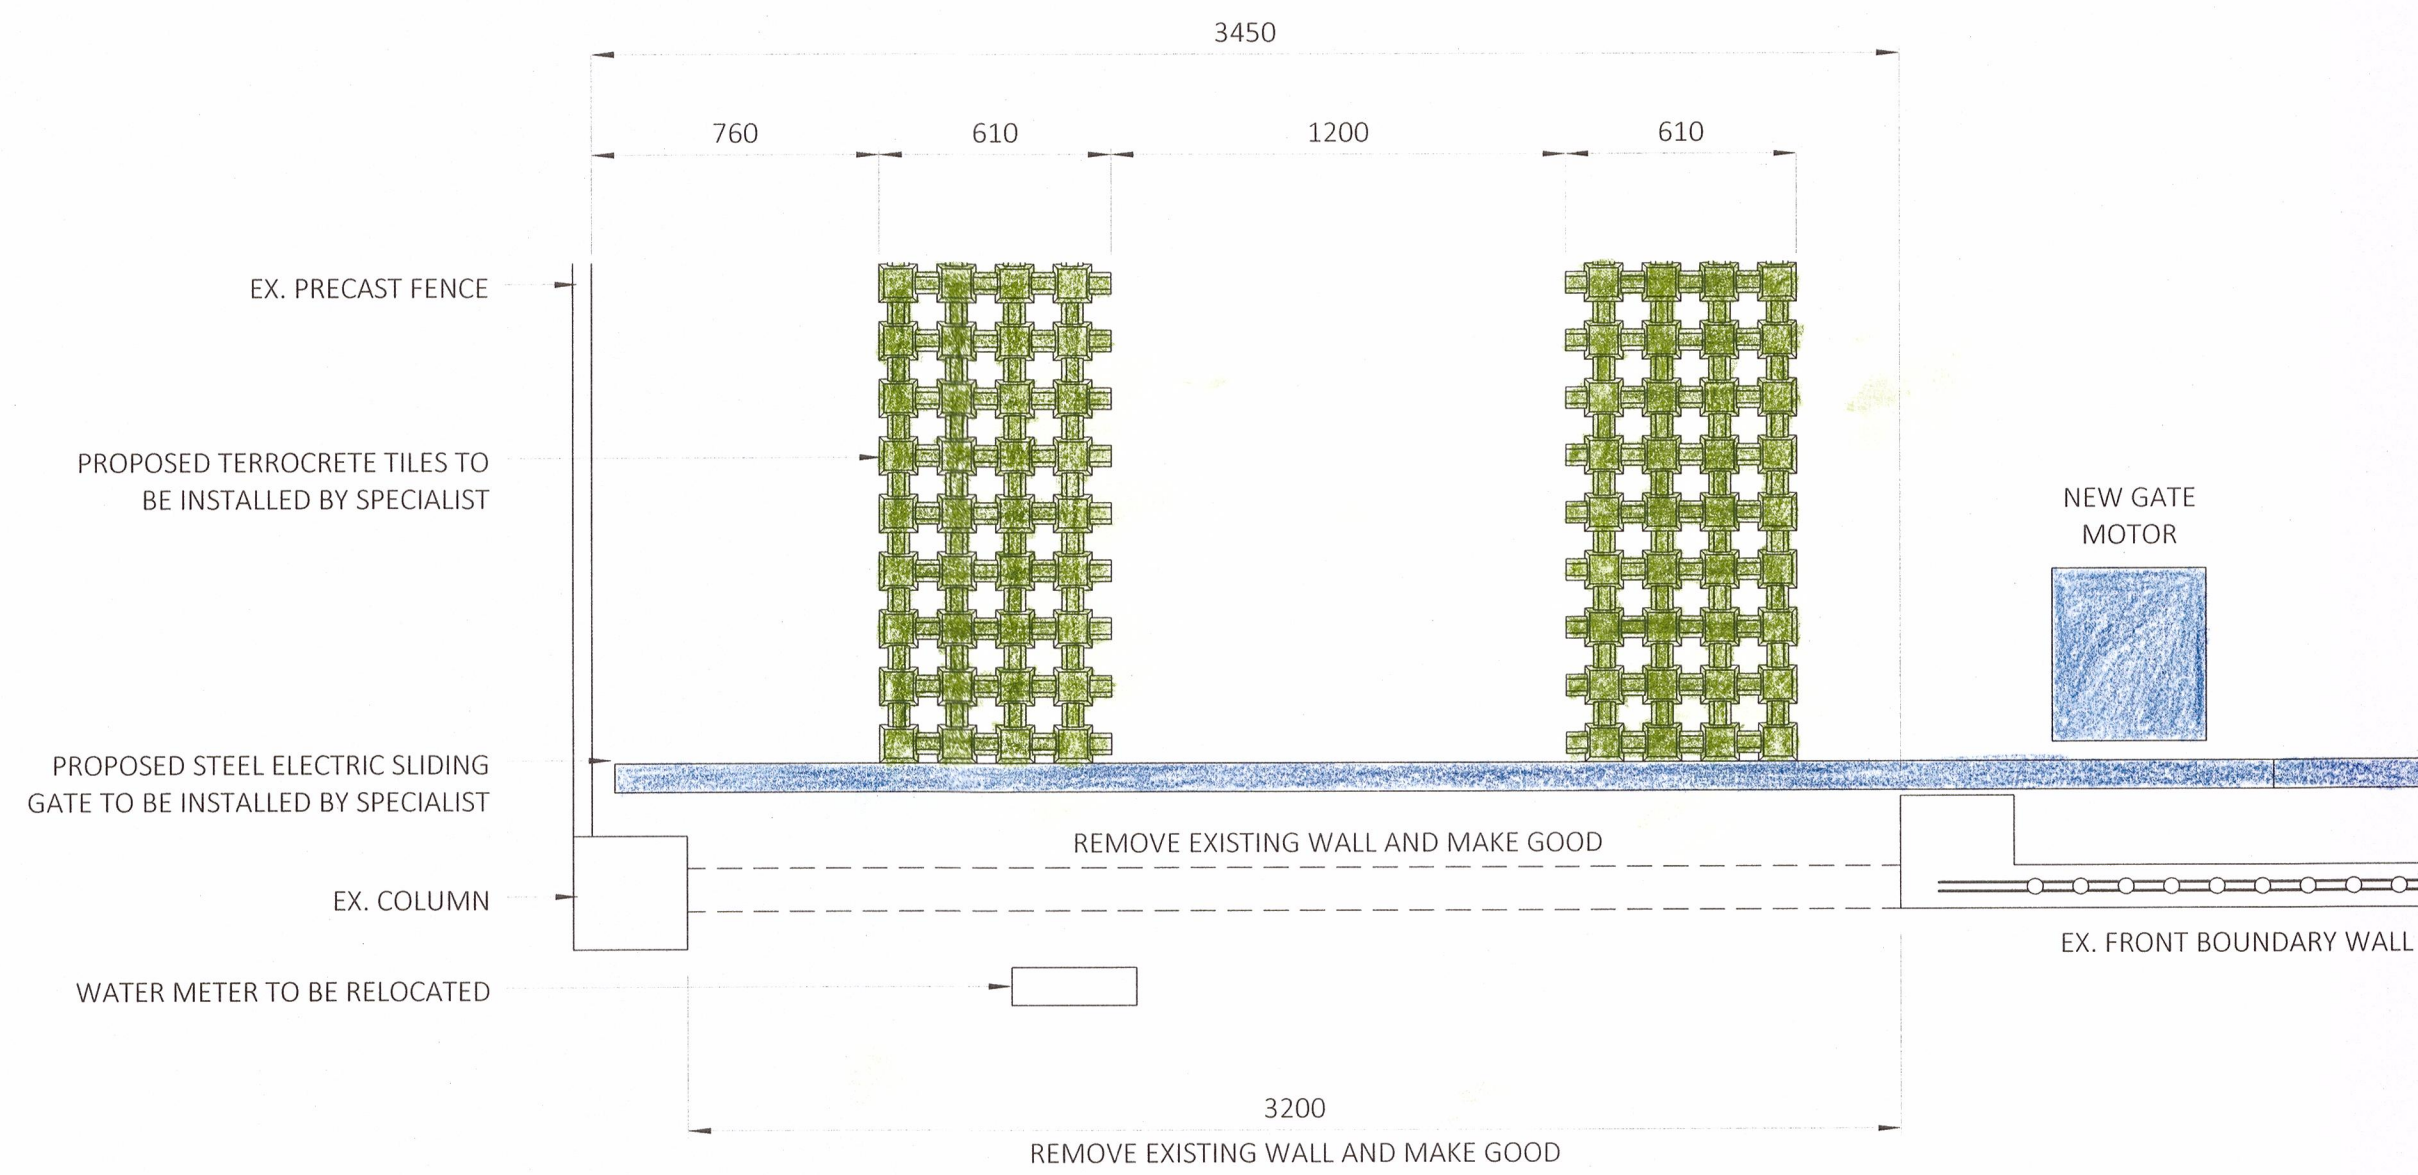 3450
760
610
1200
610
EX. PRECAST FENCE
PROPOSED TERROCRETE TILES TO
BE INSTALLED BY SPECIALIST
NEW GATE
MOTOR
PROPOSED STEEL ELECTRIC SLIDING
GATE TO BE INSTALLED BY SPECIALIST
REMOVE EXISTING WALL AND MAKE GOOD
EX. COLUMN
EX. FRONT BOUNDARY WALL
WATER METER TO BE RELOCATED
3200
REMOVE EXISTING WALL AND MAKE GOOD